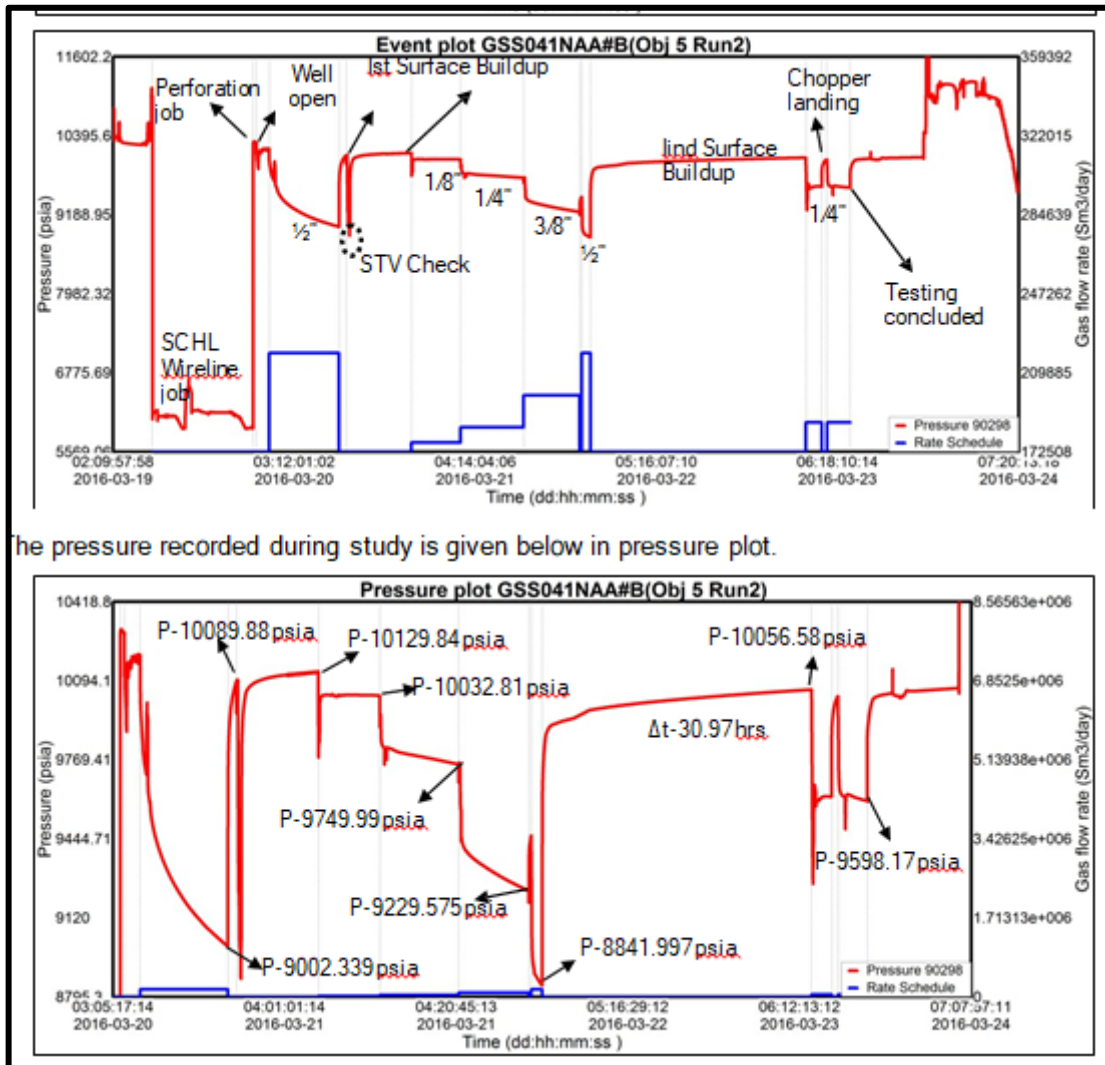 Event plot GSS041NAA#B(Obj 5 Run2)
11602.2
359392
Perforation
job
Well
open
Ist Surface Buildup
Chopper
landing
10395.6
322015
IInd Surface
Buildup
1/8"
1/4"
3/8"
½"
½"
1/4"
9188.95
284639
STV Check
7982.32
247262
Testing
concluded
SCHL
Wireline
job
6775.69
209885
Pressure 90298
Rate Schedule
5569.06
172508
Pressure (psia)
Gas flow rate (Sm3/day)
02:09:57:58
03:12:01:02
04:14:04:06
05:16:07:10
06:18:10:14
07:20:13:18
2016-03-19
2016-03-20
2016-03-21
2016-03-22
2016-03-23
2016-03-24
Time (dd:hh:mm:ss )
The pressure recorded during study is given below in pressure plot.
Pressure plot GSS041NAA#B(Obj 5 Run2)
10418.8
8.56563e+006
P-10089.88psia
P-10129.84psia
P-10056.58psia
10094.1
6.8525e+006
P-10032.81psia
Δt-30.97hrs
9769.41
5.13938e+006
P-9749.99psia
9444.71
3.42625e+006
P-9598.17psia
P-9229.575psia
9120
1.71313e+006
P-9002.339psia
P-8841.997psia
Pressure 90298
Rate Schedule
8795.3
0
Pressure (psia)
Gas flow rate (Sm3/day)
03:05:17:14
04:01:01:14
04:20:45:13
05:16:29:12
06:12:13:12
07:07:57:11
2016-03-20
2016-03-21
2016-03-21
2016-03-22
2016-03-23
2016-03-24
Time (dd:hh:mm:ss )